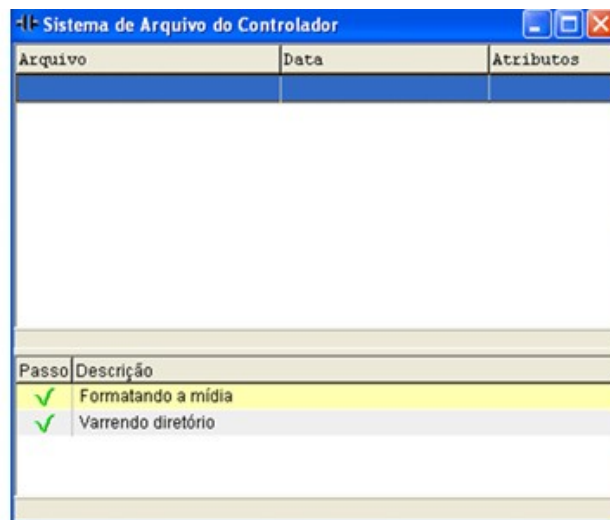 Sistema de Arquivo do Controlador
Arquivo Data Atributos
Passo Descrição
Formatando a mídia
Varrendo diretório